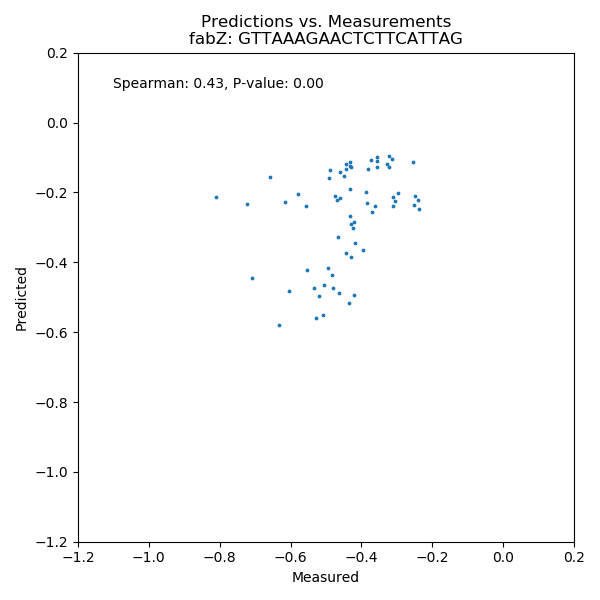 Predictions vs. Measurements
fabZ: GTTAAAGAACTCTTCATTAG
0.2
Spearman: 0.43, P-value: 0.00
0.0
−0.2
−0.4
Predicted
−0.6
−0.8
−1.0
−1.2
−1.2 −1.0 −0.8 −0.6 −0.4 −0.2 0.0 0.2
Measured